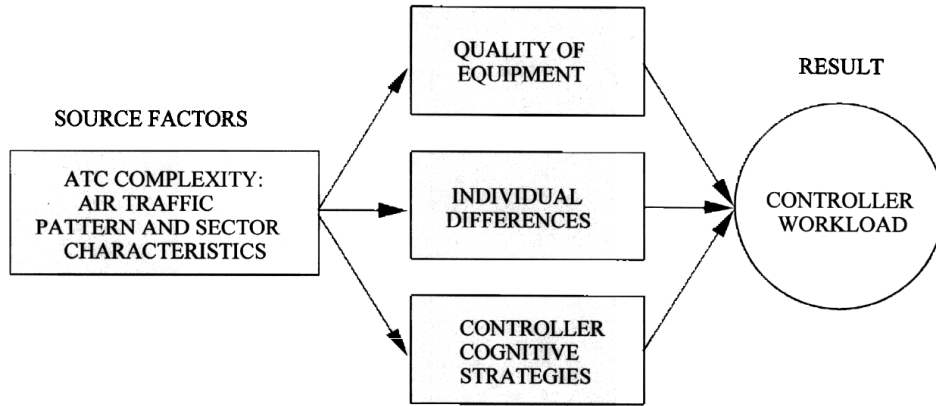 SOURCE FACTORS
ATC COMPLEXITY:
AIR TRAFFIC
PATTERN AND SECTOR
CHARACTERISTICS
QUALITY OF
EQUIPMENT
INDIVIDUAL
DIFFERENCES
CONTROLLER
COGNITIVE
STRATEGIES
RESULT
CONTROLLER
WORKLOAD